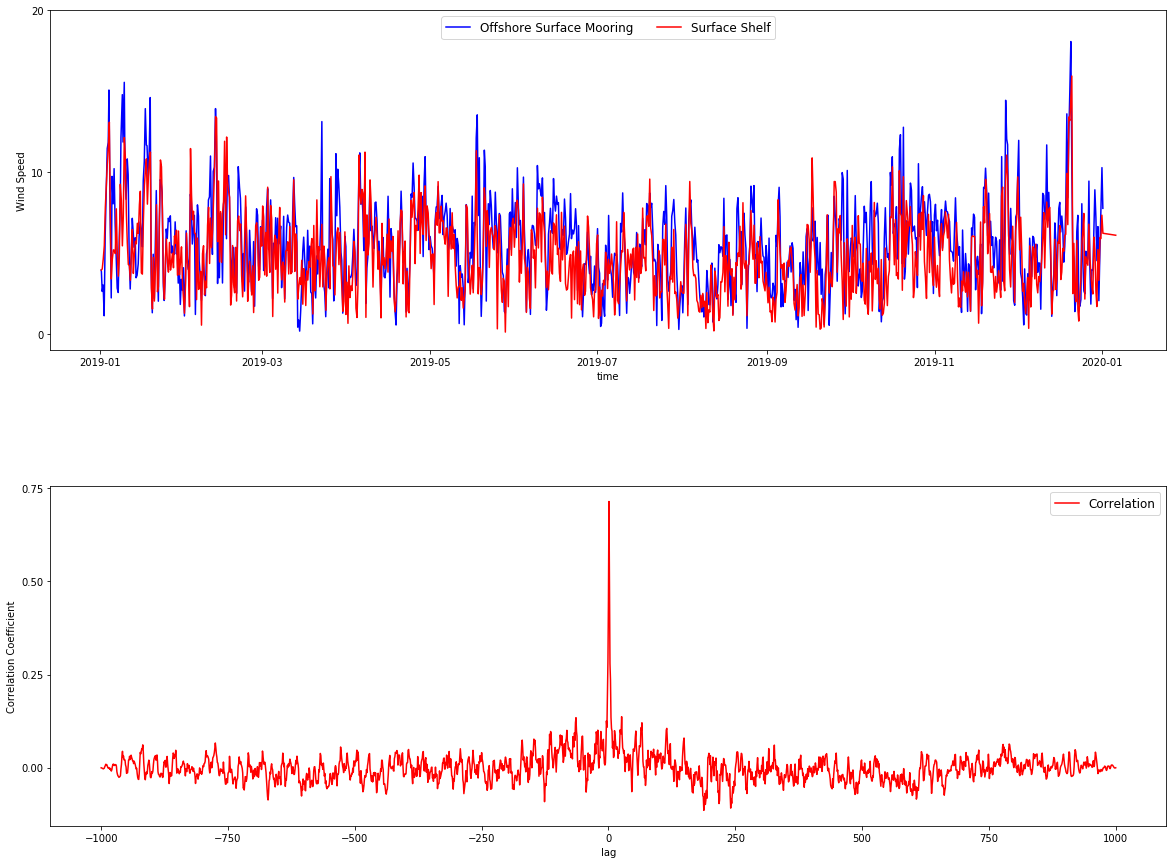 20
Offshore Surface Mooring Surface Shelf
10
Wind Speed
0
2019-01 2019-03 2019-05 2019-07 2019-09 2019-11 2020-01
time
0.75
Correlation
0.50
Correlation Coefficient
0.25
0.00
−1000 −750 −500 −250 0 250 500 750 1000
lag